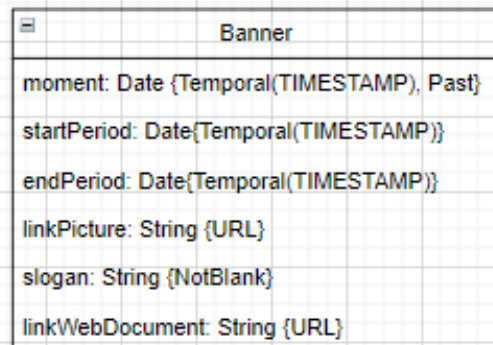 Banner
moment: Date {Temporal(TIMESTAMP), Past}
startPeriod: Date{Temporal(TIMESTAMP)}
endPeriod: Date{Temporal(TIMESTAMP)}
linkPicture: String {URL}
slogan: String {NotBlank}
linkWebDocument: String {URL}